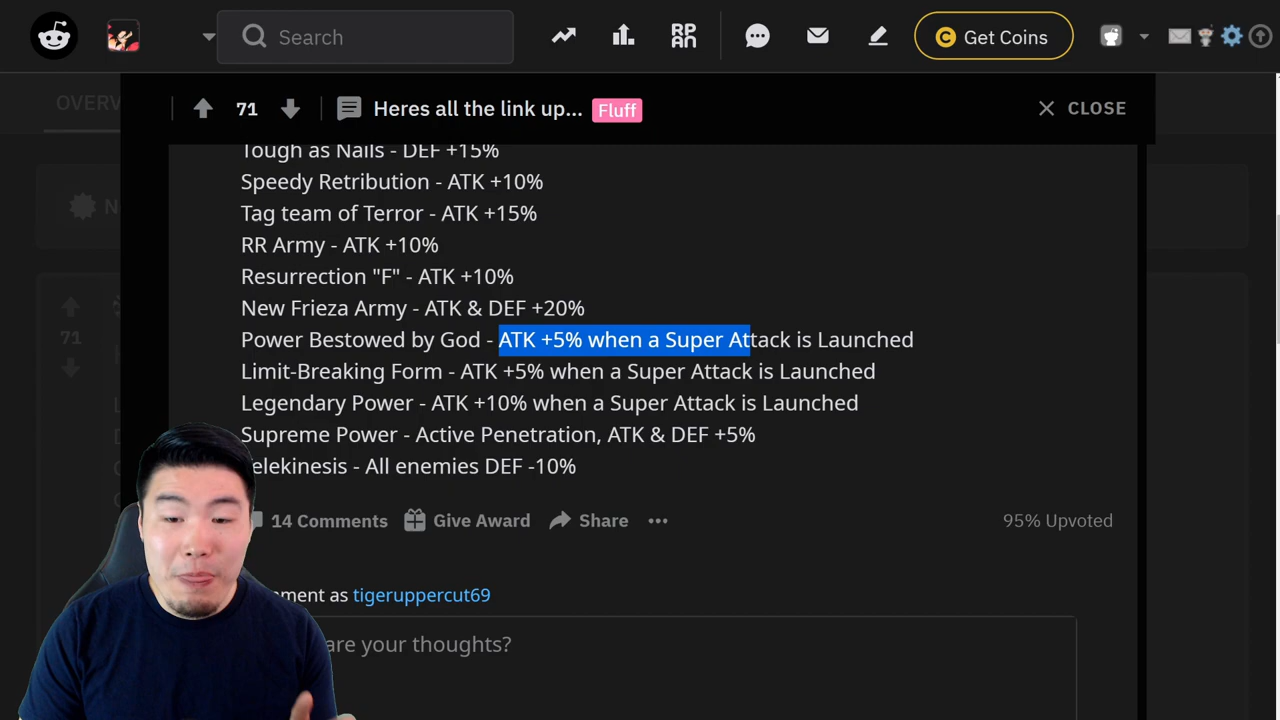 Search
RPAN
Get Coins
OVERV
71
Heres all the link up...
Fluff
CLOSE
Tough as Nails - DEF +15%
Speedy Retribution - ATK +10%
Tag team of Terror - ATK +15%
RR Army - ATK +10%
Resurrection "F" - ATK +10%
New Frieza Army - ATK & DEF +20%
71
Power Bestowed by God - ATK +5% when a Super Attack is Launched
Limit-Breaking Form - ATK +5% when a Super Attack is Launched
Legendary Power - ATK +10% when a Super Attack is Launched
Supreme Power - Active Penetration, ATK & DEF +5%
elekinesis - All enemies DEF -10%
14 Comments
Give Award
Share
95% Upvoted
mment as tigeruppercut69
are your thoughts?